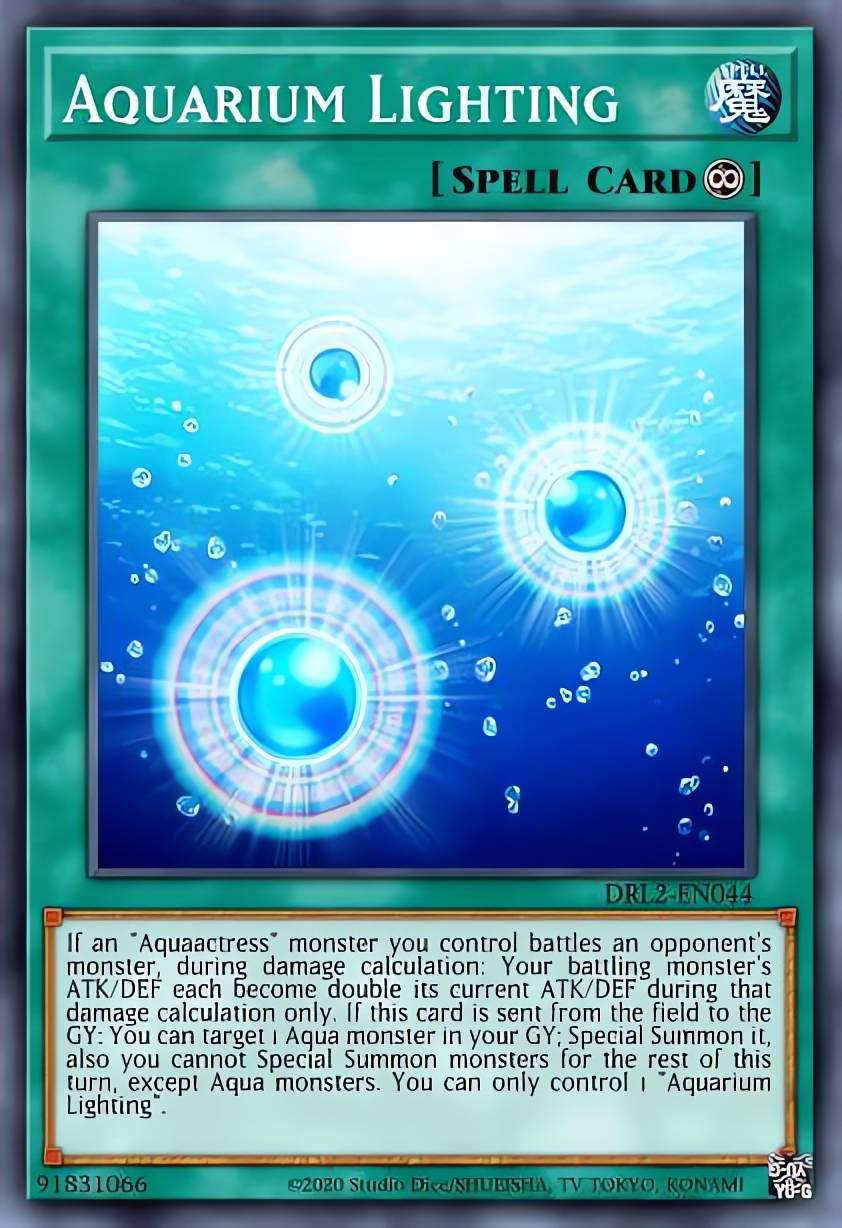 AQUARIUM LIGHTING
魔
[SPELL CARD]
DRL2-EN044
If an "Aquaactress" monster you control battles an opponent's
monster, during damage calculation: Your battling monster's
ATK/DEF each become double its current ATK/DEF during that
damage calculation only. If this card is sent from the field to the
GY: You can target 1 Aqua monster in your GY; Special Summon it,
also you cannot Special Summon monsters for the rest of this
turn, except Aqua monsters. You can only control 1 "Aquarium
Lighting".
91831066
©2020 Studio Dice/SHUEISHA, TV TOKYO, KONAMI